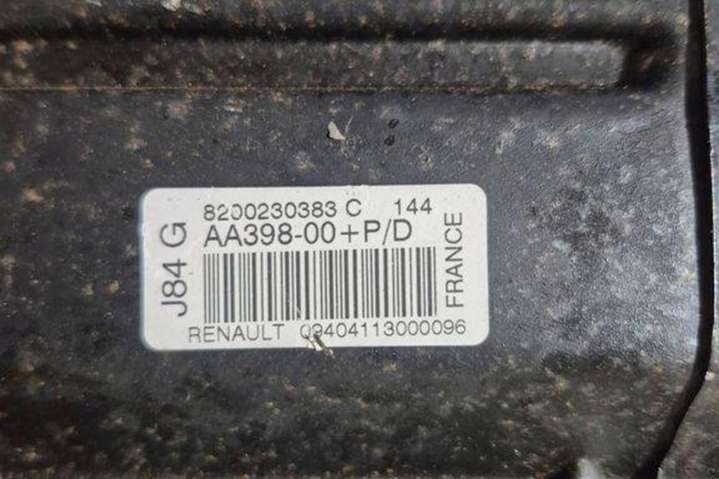 J84 G
8200230383 C 144
AA398-00+P/D
RENAULT 09404113000096
FRANCE